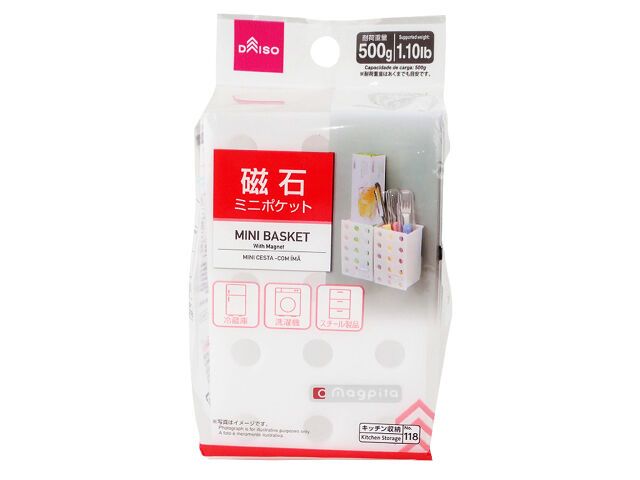 DAISO
耐荷重量
500g
Supported weight:
1.10lb
Capacidade de carga: 500g
※耐荷重量はあくまでも目安です。
磁石
ミニポケット
MINI BASKET
With Magnet
MINI CESTA -COM ÍMÃ
冷蔵庫
洗濯機
スチール製品
magpita
※写真はイメージです。
Photograph is for illustrative purposes only.
A foto é meramente ilustrativa.
キッチン収納
Kitchen Storage
No.
118